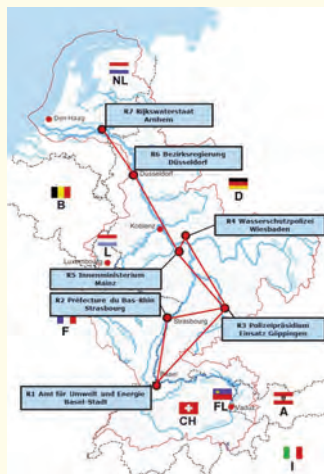 NL
R7 Rijkswaterstaat
Arnhem
Den Haag
R6 Bezirksregierung
Düsseldorf
Düsseldorf
D
B
R4 Wasserschutzpolizei
Wiesbaden
Koblenz
L
Luxembourg
R5 Innenministerium
Mainz
R2 Préfecture du Bas-Rhin
Strasbourg
F
Strasbourg
R3 Polizeipräsidium
Einsatz Göppingen
R1 Amt für Umwelt und Energie
Basel-Stadt
FL
Vaduz
A
CH
I